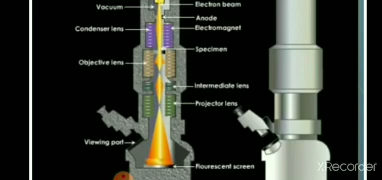 Vacuum
Electron beam
Anode
Condenser lens
Electromagnet
Specimen
Objective lens
Intermediate lens
Projector lens
Viewing port
Flourescent screen
XRecorder